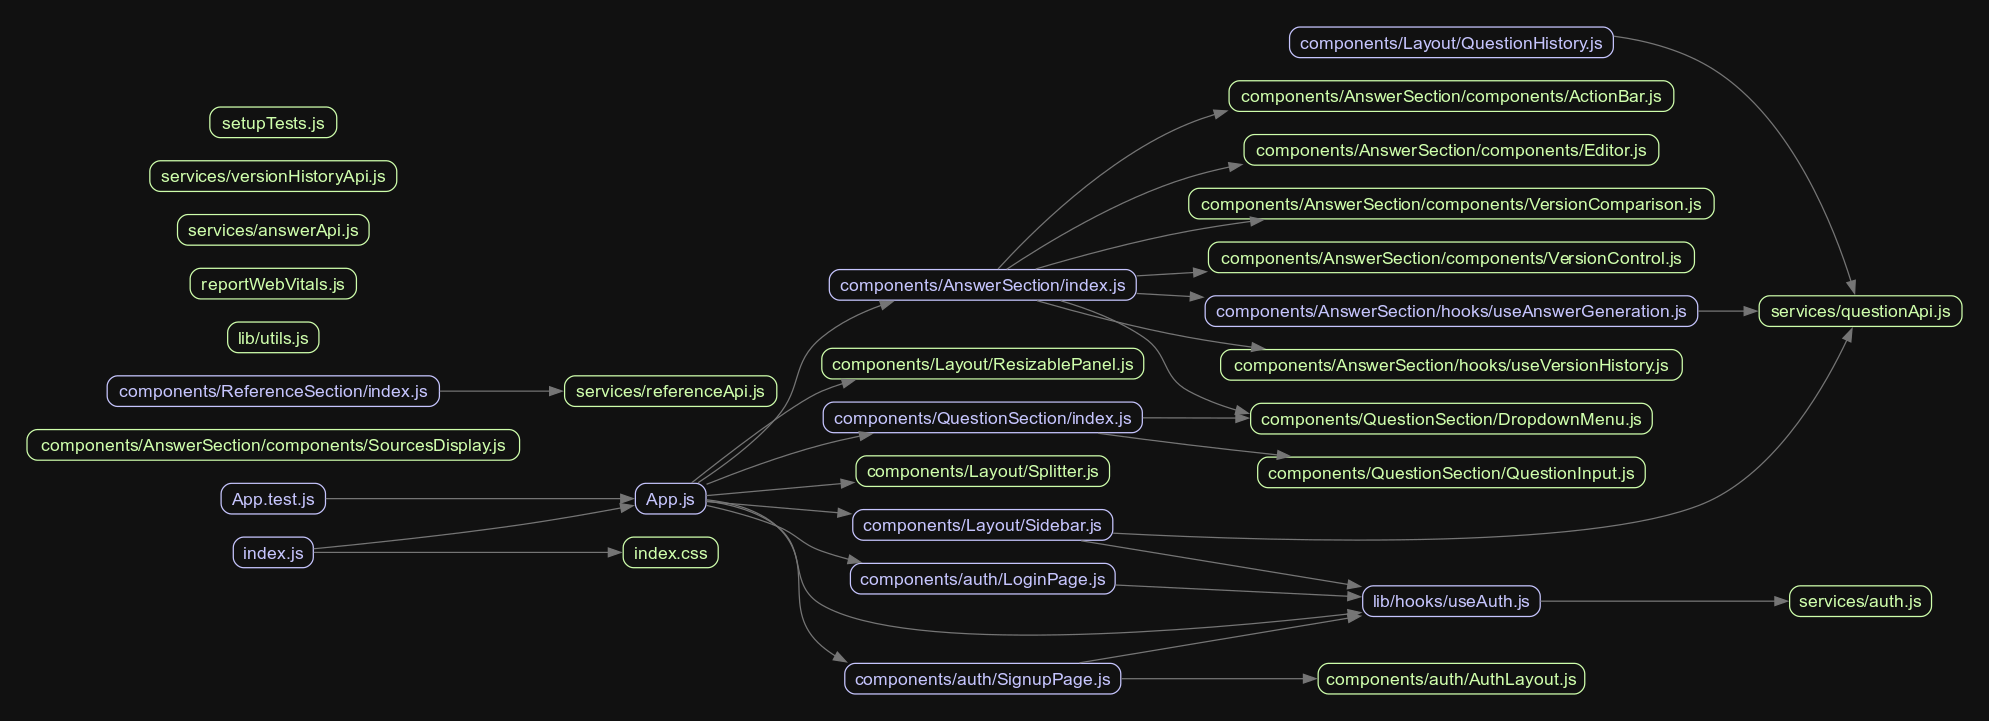 components/Layout/QuestionHistory.js
components/AnswerSection/components/ActionBar.js
setupTests.js
components/AnswerSection/components/Editor.js
services/versionHistoryApi.js
components/AnswerSection/components/VersionComparison.js
services/answerApi.js
components/AnswerSection/components/VersionControl.js
reportWebVitals.js
components/AnswerSection/index.js
components/AnswerSection/hooks/useAnswerGeneration.js
services/questionApi.js
lib/utils.js
components/Layout/ResizablePanel.js
components/AnswerSection/hooks/useVersionHistory.js
components/ReferenceSection/index.js
services/referenceApi.js
components/QuestionSection/index.js
components/QuestionSection/DropdownMenu.js
components/AnswerSection/components/SourcesDisplay.js
components/Layout/Splitter.js
components/QuestionSection/QuestionInput.js
App.test.js
App.js
components/Layout/Sidebar.js
index.js
index.css
components/auth/LoginPage.js
lib/hooks/useAuth.js
services/auth.js
components/auth/SignupPage.js
components/auth/AuthLayout.js